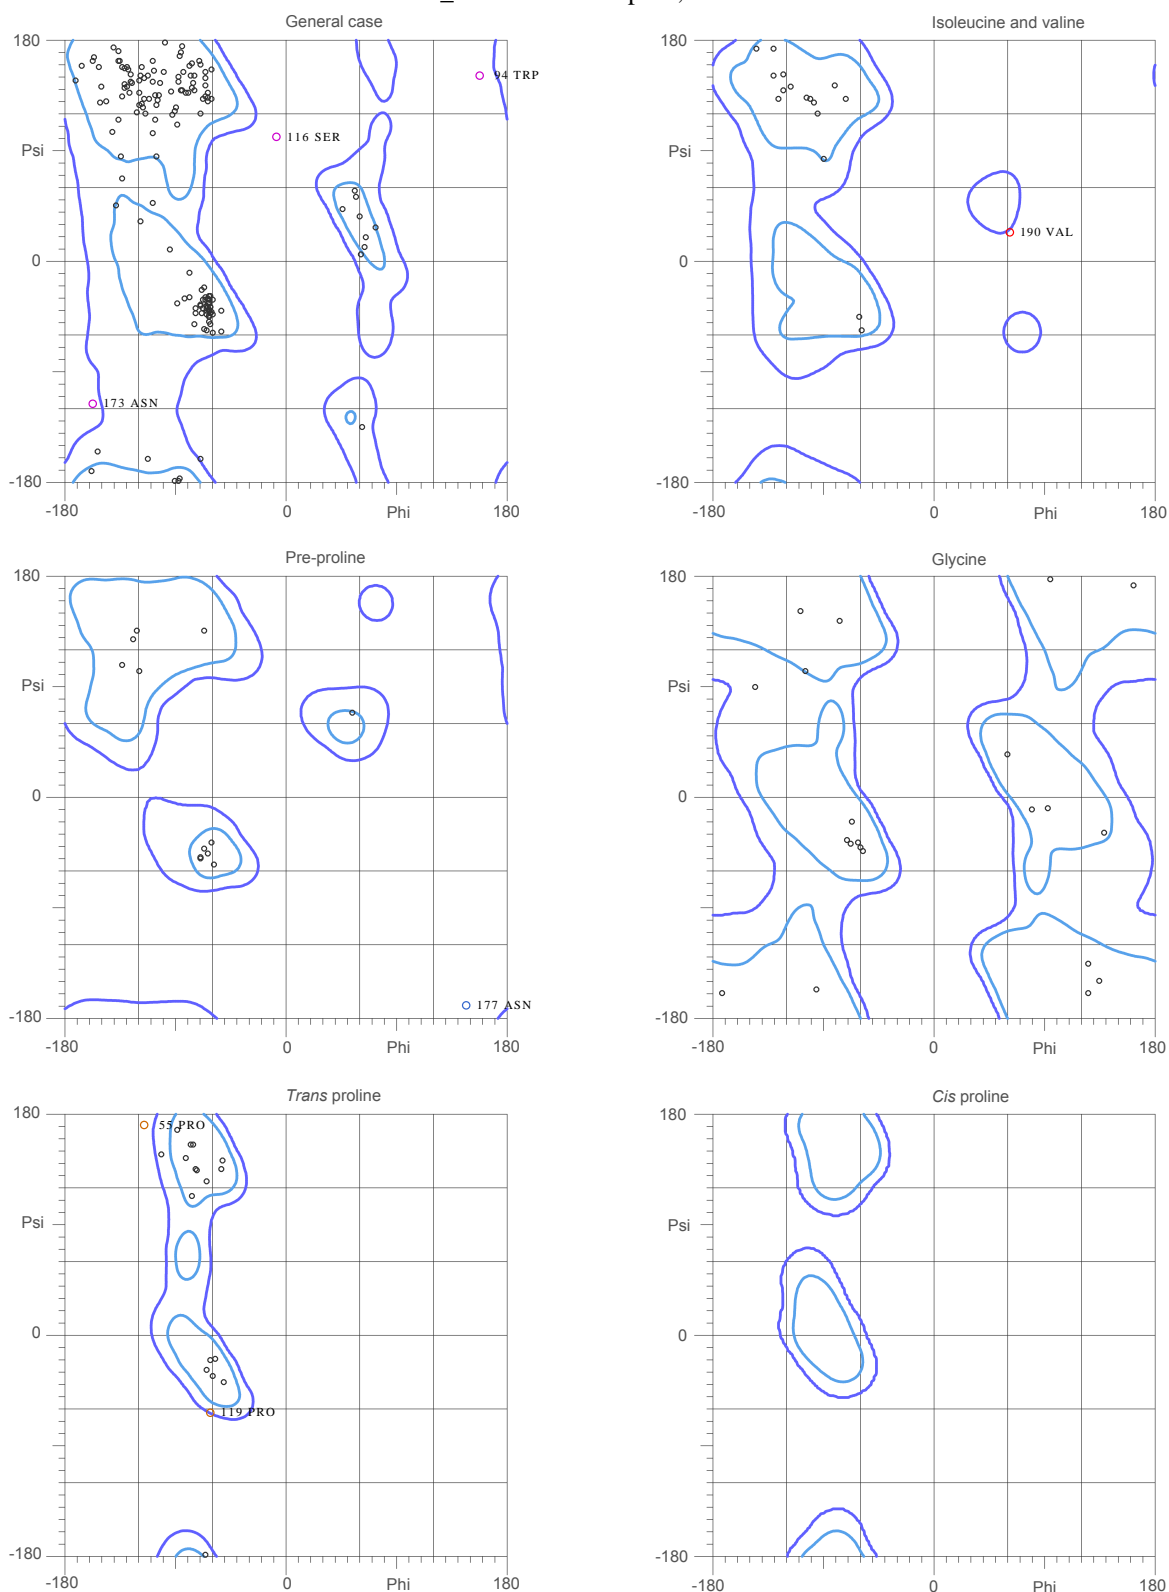 General case
Isoleucine and valine
180
94 TRP
116 SER
Psi
0
173 ASN
-180
-180
0
Phi
180
180
Psi
190 VAL
0
-180
-180
0
Phi
180
Pre-proline
Glycine
180
Psi
0
177 ASN
-180
-180
0
Phi
180
180
Psi
0
-180
-180
0
Phi
180
Trans proline
Cis proline
180
55 PRO
Psi
0
119 PRO
-180
-180
0
Phi
180
180
Psi
0
-180
-180
0
Phi
180